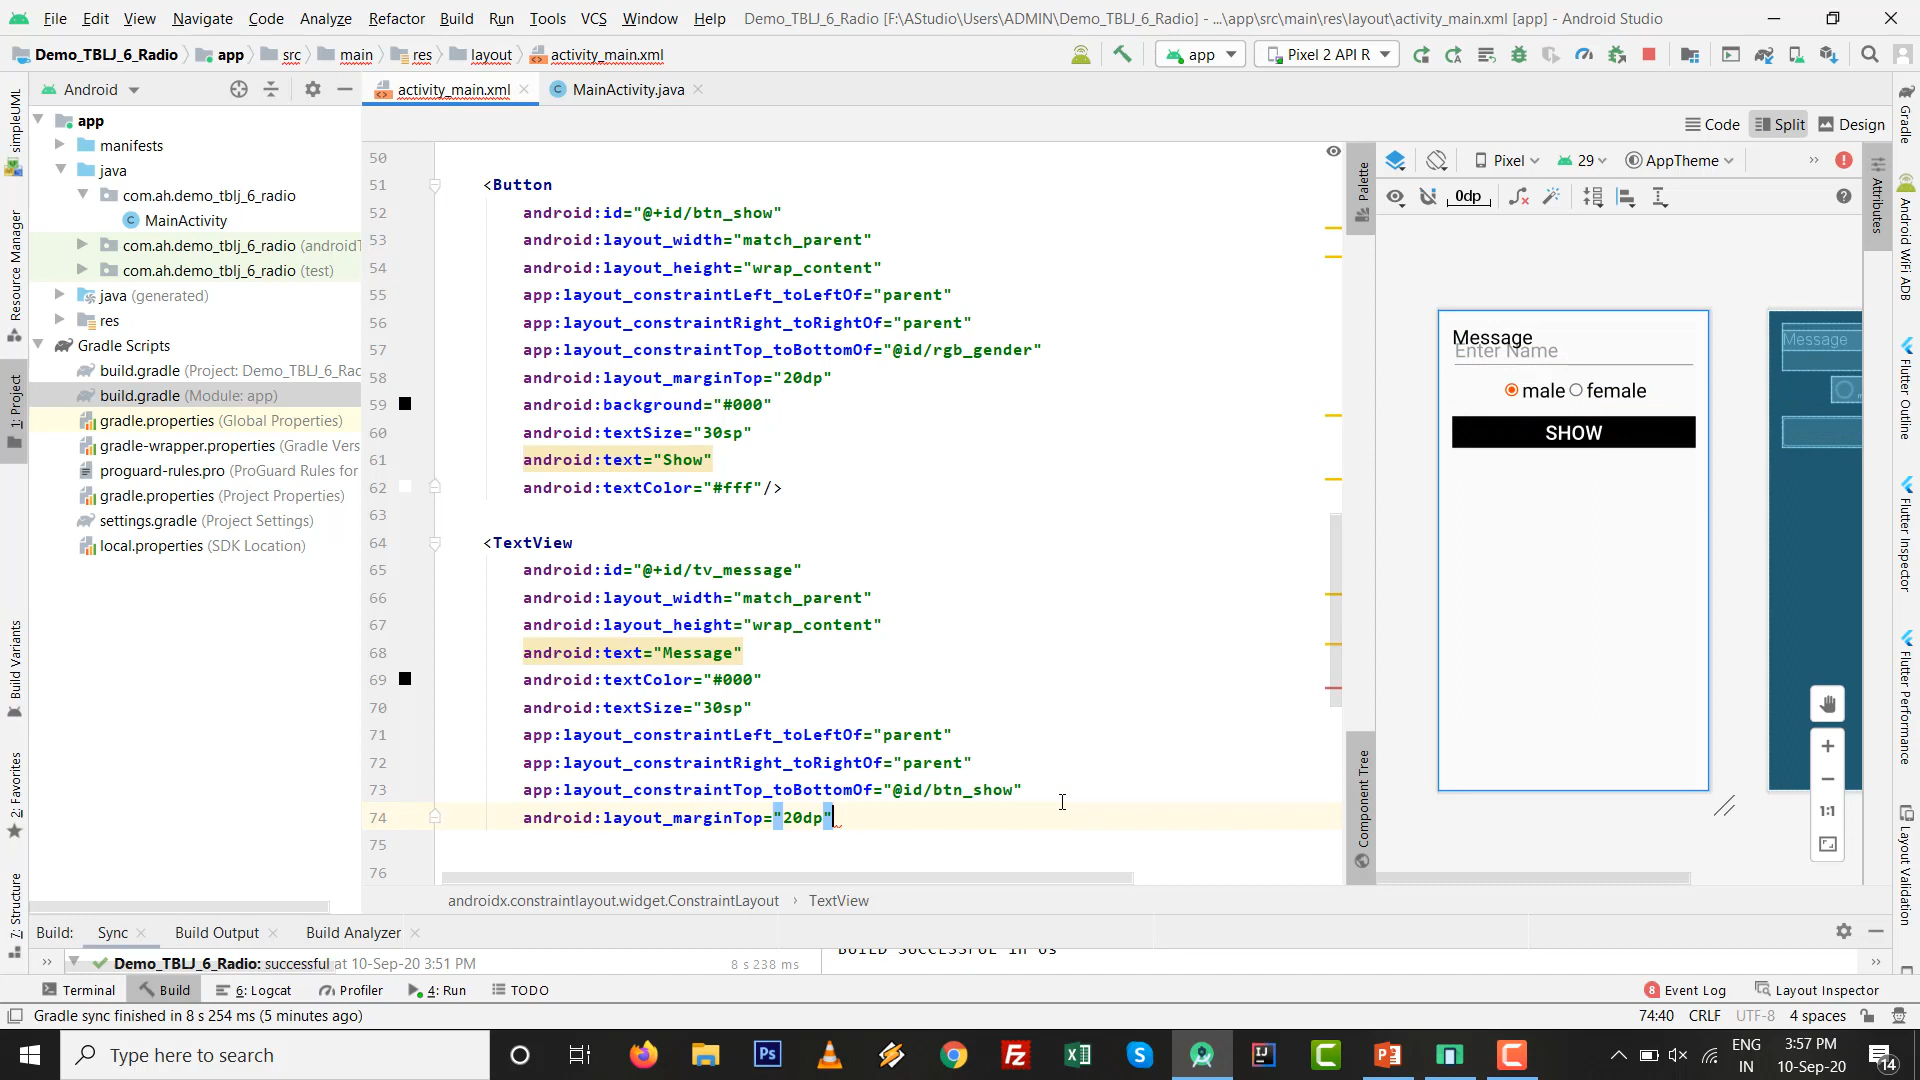 File Edit View Navigate Code Analyze Refactor Build Run Tools VCS Window Help Demo_TBLJ_6_Radio [F:\AStudio\Users\ADMIN\Demo_TBLJ_6_Radio] - ...\app\src\main\res\layout\activity_main.xml [app] - Android Studio
Demo_TBLJ_6_Radio app src main res layout activity_main.xml app Pixel 2 API R
Android activity_main.xml MainActivity.java
Code Split Design
app
manifests
java
com.ah.demo_tblj_6_radio
MainActivity
com.ah.demo_tblj_6_radio (android
com.ah.demo_tblj_6_radio (test)
java (generated)
res
Gradle Scripts
build.gradle (Project: Demo_TBLJ_6_Rac
build.gradle (Module: app)
gradle.properties (Global Properties)
gradle-wrapper.properties (Gradle Vers
proguard-rules.pro (ProGuard Rules for
gradle.properties (Project Properties)
settings.gradle (Project Settings)
local.properties (SDK Location)
simpleUML
Resource Manager
1: Project
Build Variants
2: Favorites
7: Structure
50
51 <Button
52 android:id="@+id/btn_show"
53 android:layout_width="match_parent"
54 android:layout_height="wrap_content"
55 app:layout_constraintLeft_toLeftOf="parent"
56 app:layout_constraintRight_toRightOf="parent"
57 app:layout_constraintTop_toBottomOf="@id/rgb_gender"
58 android:layout_marginTop="20dp"
59 android:background="#000"
60 android:textSize="30sp"
61 android:text="Show"
62 android:textColor="#fff"/>
63
64 <TextView
65 android:id="@+id/tv_message"
66 android:layout_width="match_parent"
67 android:layout_height="wrap_content"
68 android:text="Message"
69 android:textColor="#000"
70 android:textSize="30sp"
71 app:layout_constraintLeft_toLeftOf="parent"
72 app:layout_constraintRight_toRightOf="parent"
73 app:layout_constraintTop_toBottomOf="@id/btn_show"
74 android:layout_marginTop="20dp"
75
76
androidx.constraintlayout.widget.ConstraintLayout › TextView
Palette
Component Tree
Pixel 29 AppTheme
0dp
Message
Enter Name
male female
SHOW
Message
1:1
Attributes
Gradle
Android WiFi ADB
Flutter Outline
Flutter Inspector
Flutter Performance
Layout Validation
Build: Sync Build Output Build Analyzer
Demo_TBLJ_6_Radio: successful at 10-Sep-20 3:51 PM 8 s 238 ms
BUILD SUCCESSFUL in 0s
Terminal Build 6: Logcat Profiler 4: Run TODO 8 Event Log Layout Inspector
Gradle sync finished in 8 s 254 ms (5 minutes ago) 74:40 CRLF UTF-8 4 spaces
Type here to search
ENG
IN
3:57 PM
10-Sep-20
14